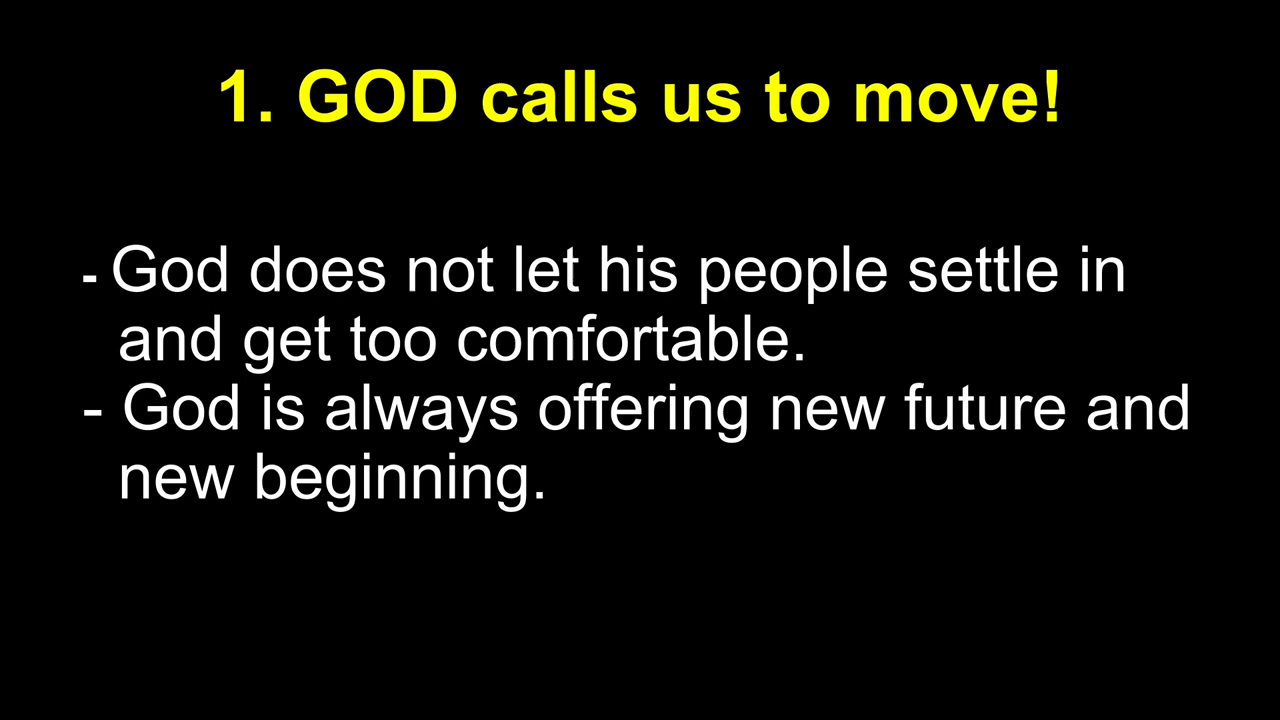 1. GOD calls us to move!
- God does not let his people settle in
and get too comfortable.
- God is always offering new future and
new beginning.